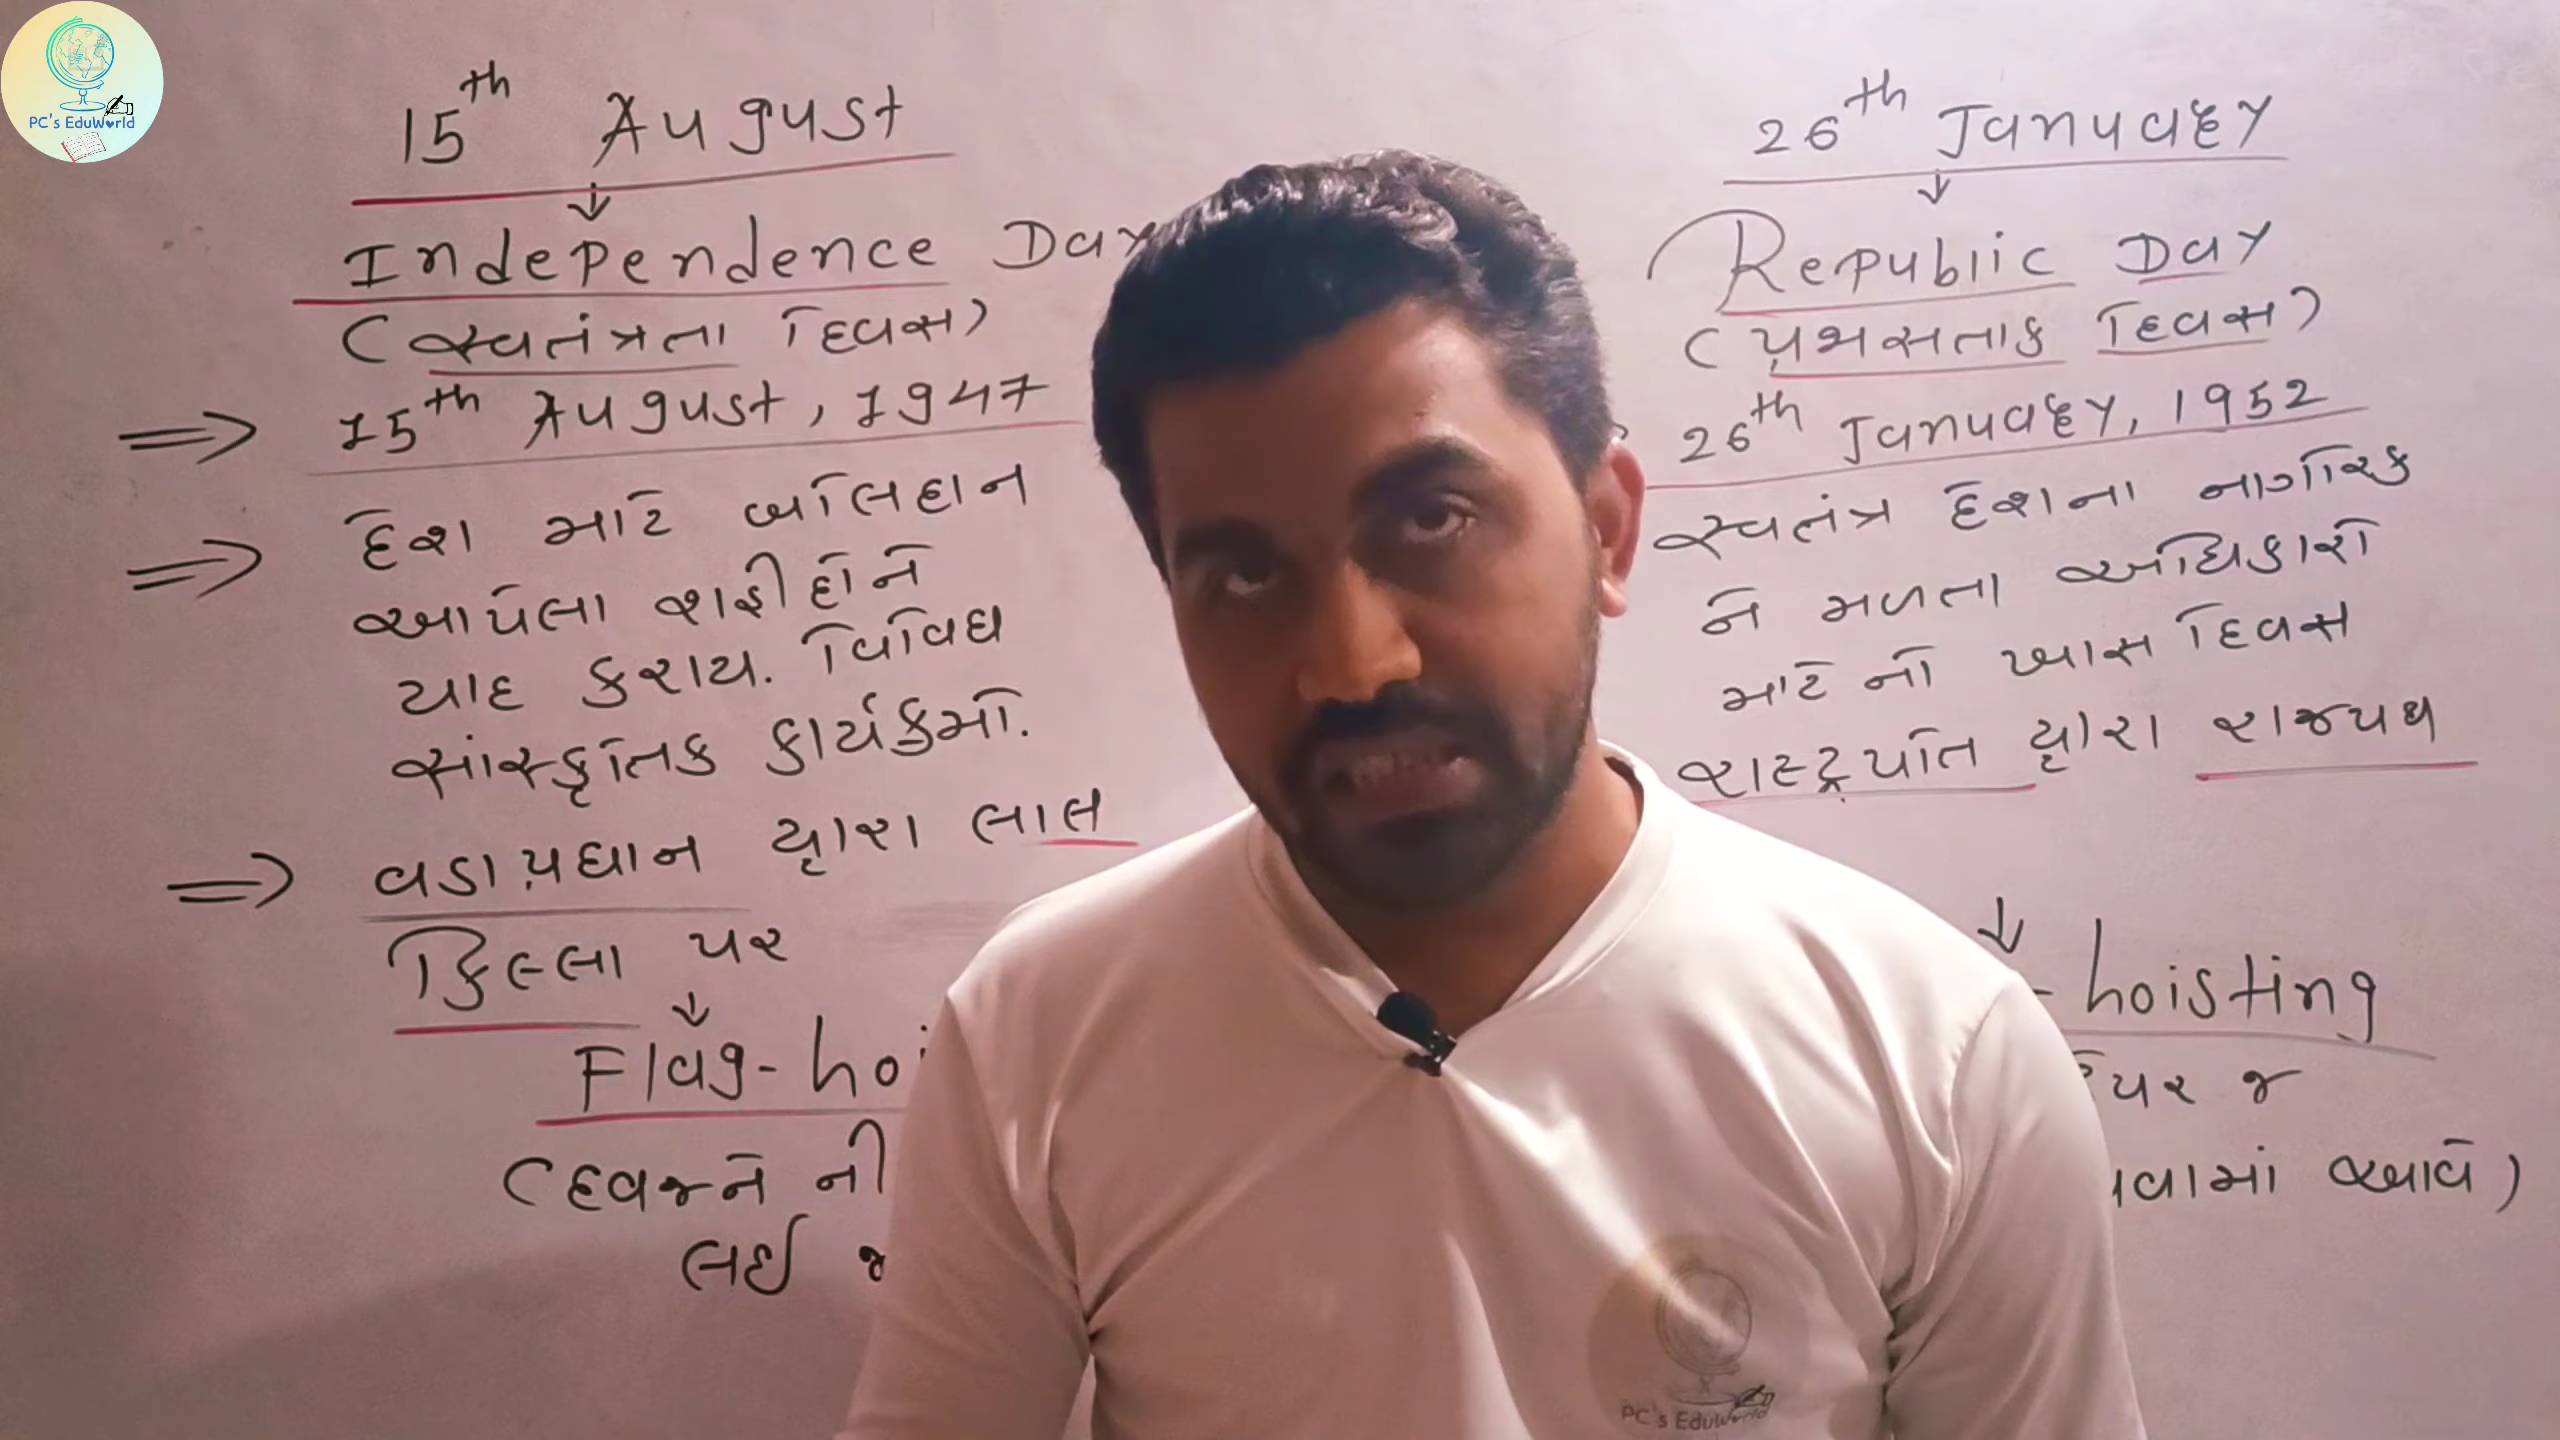 PC's EduWorld
15th August
↓
Independence Day
(સ્વતંત્રતા દિવસ)
⇒ 15th August, 1947
⇒ દેશ માટે બલિદાન
આપેલા શહીદોને
યાદ કરાય. વિવિધ
સાંસ્કૃતિક કાર્યક્રમો.
⇒ વડાપ્રધાન દ્વારા લાલ
કિલ્લા પર
↓
Flag-hoi
(ધ્વજને ની
લઈ જ
26th January
↓
Republic Day
(પ્રજાસતાક દિવસ)
26th January, 1952
સ્વતંત્ર દેશના નાગરિક
ને મળતા અધિકારો
માટે નો ખાસ દિવસ
રાષ્ટ્રપતિ દ્વારા રાજપથ
↓
- hoisting
પર જ
વામાં આવે)
PC's EduWorld